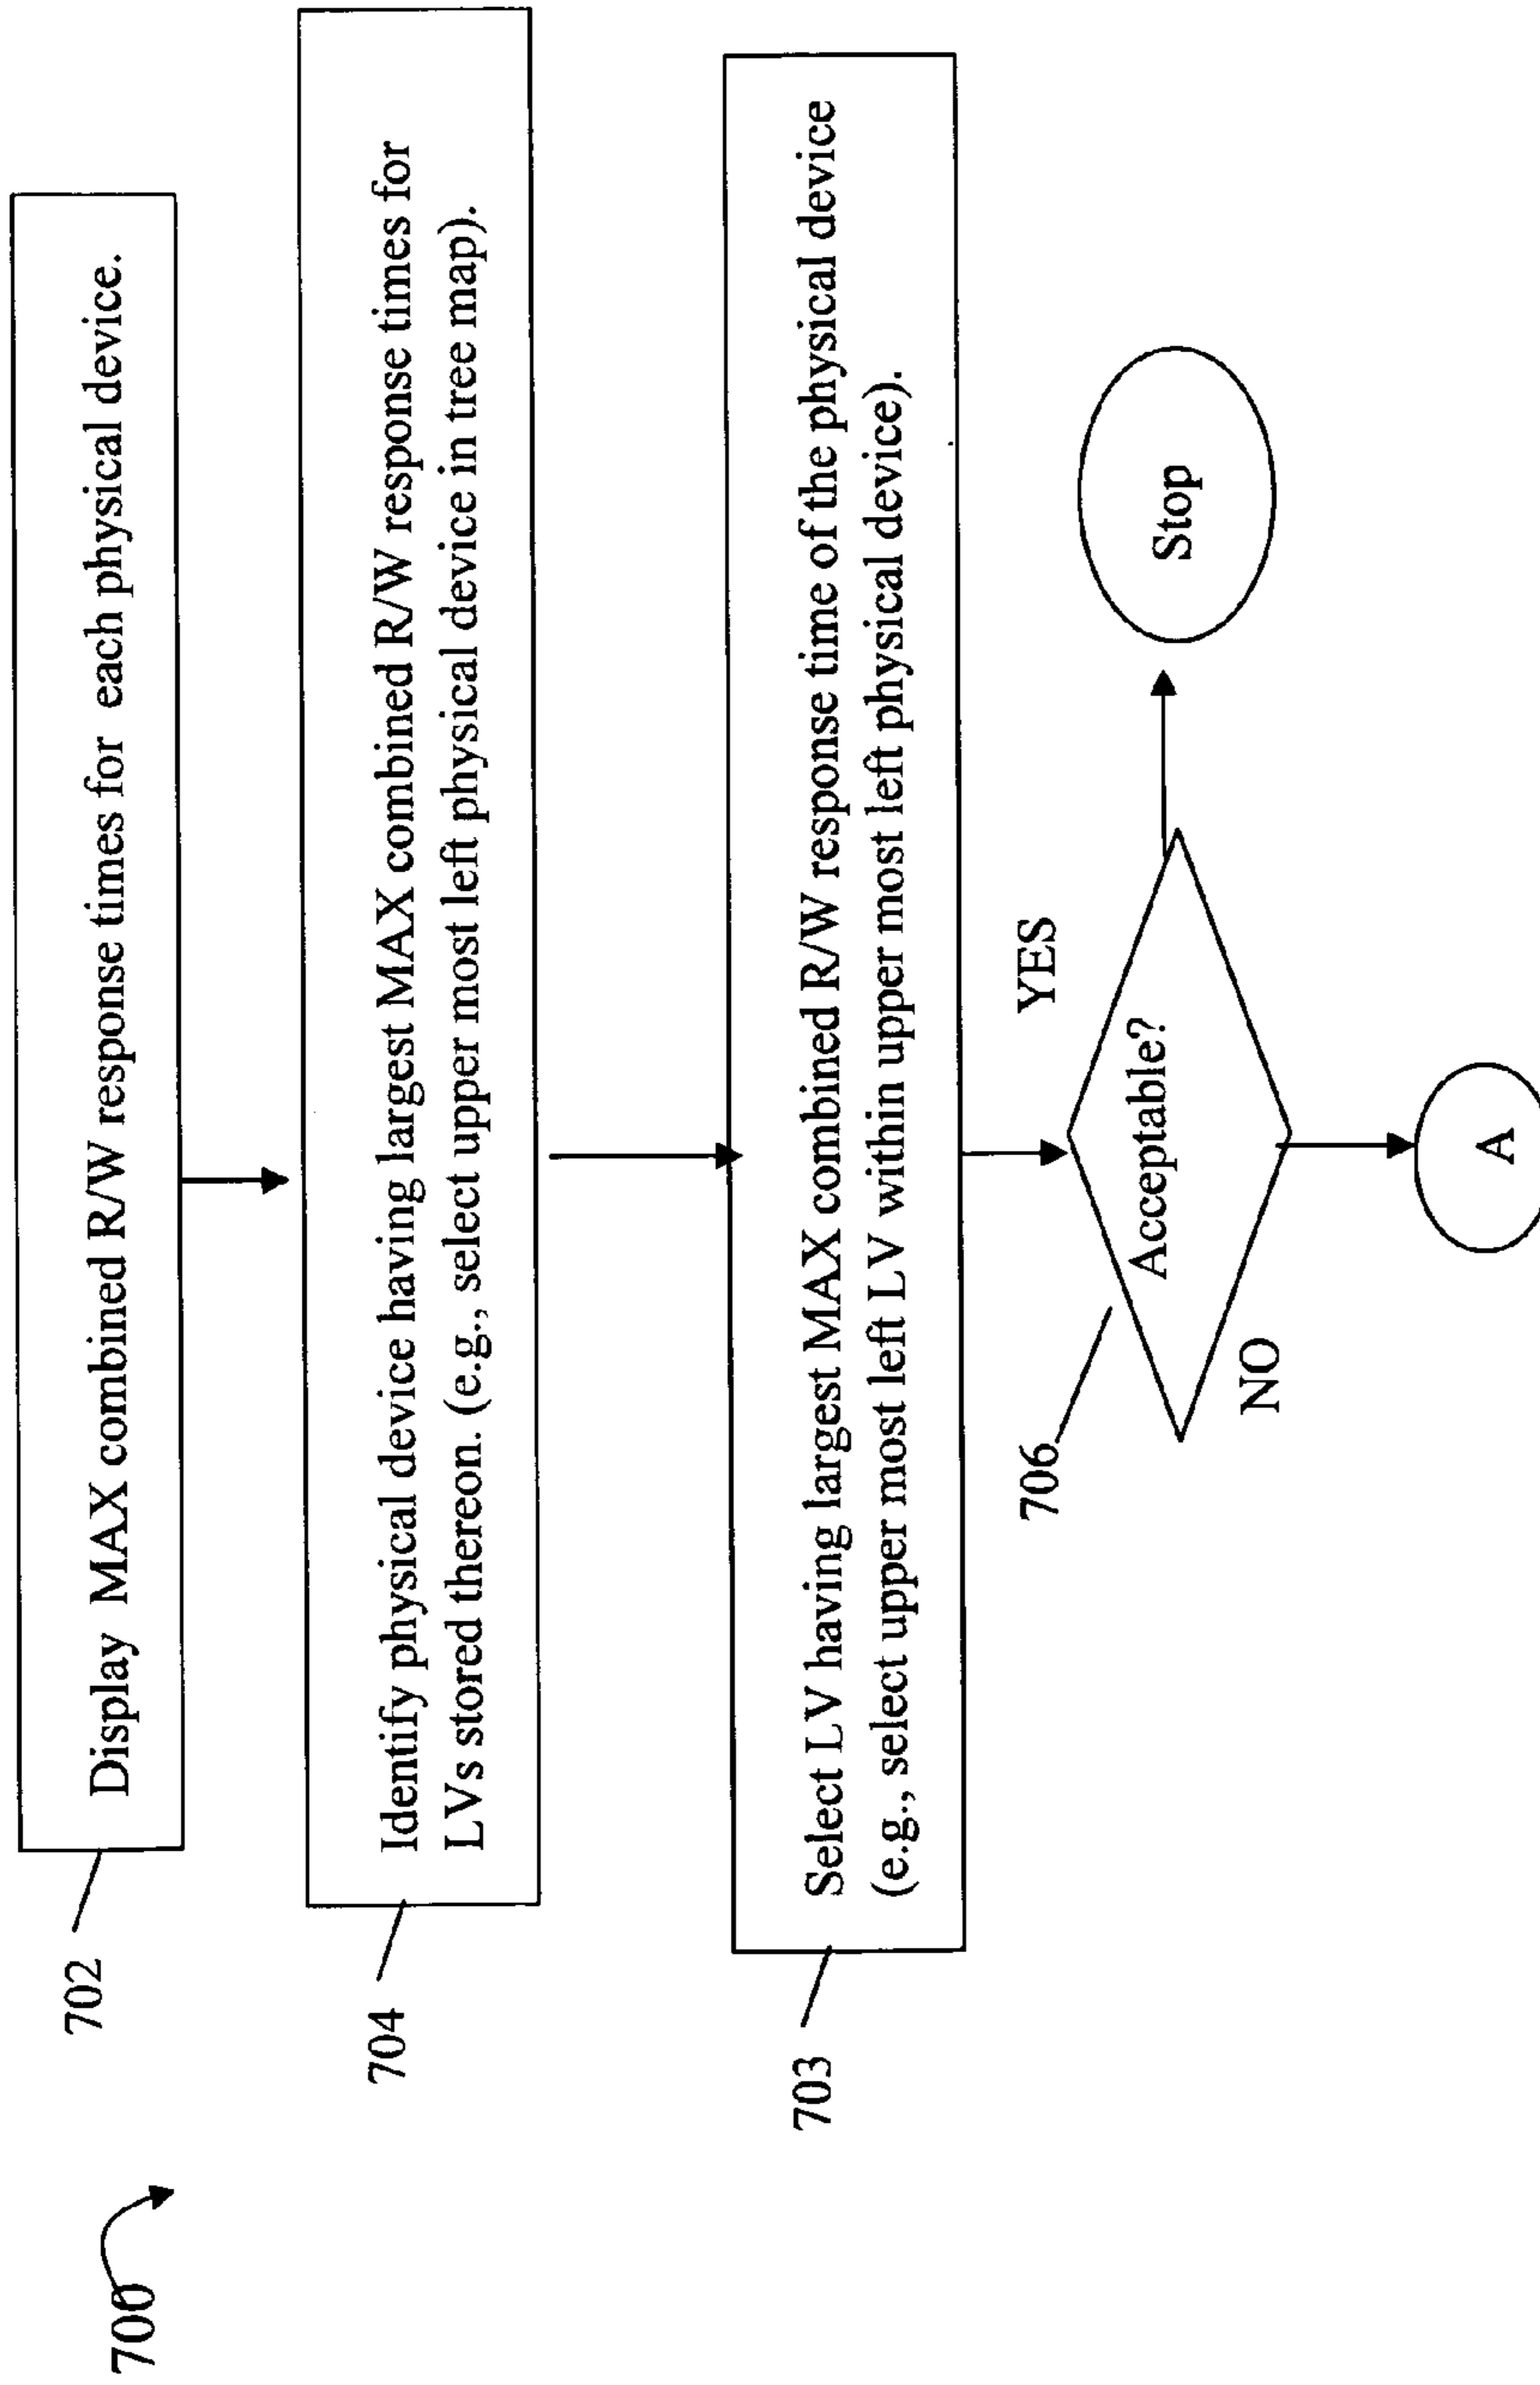 700
702
Display MAX combined R/W response times for each physical device.
704
Identify physical device having largest MAX combined R/W response times for
LVs stored thereon. (e.g., select upper most left physical device in tree map).
703
Select LV having largest MAX combined R/W response time of the physical device
(e.g., select upper most left LV within upper most left physical device).
706
Acceptable?
YES
Stop
NO
A